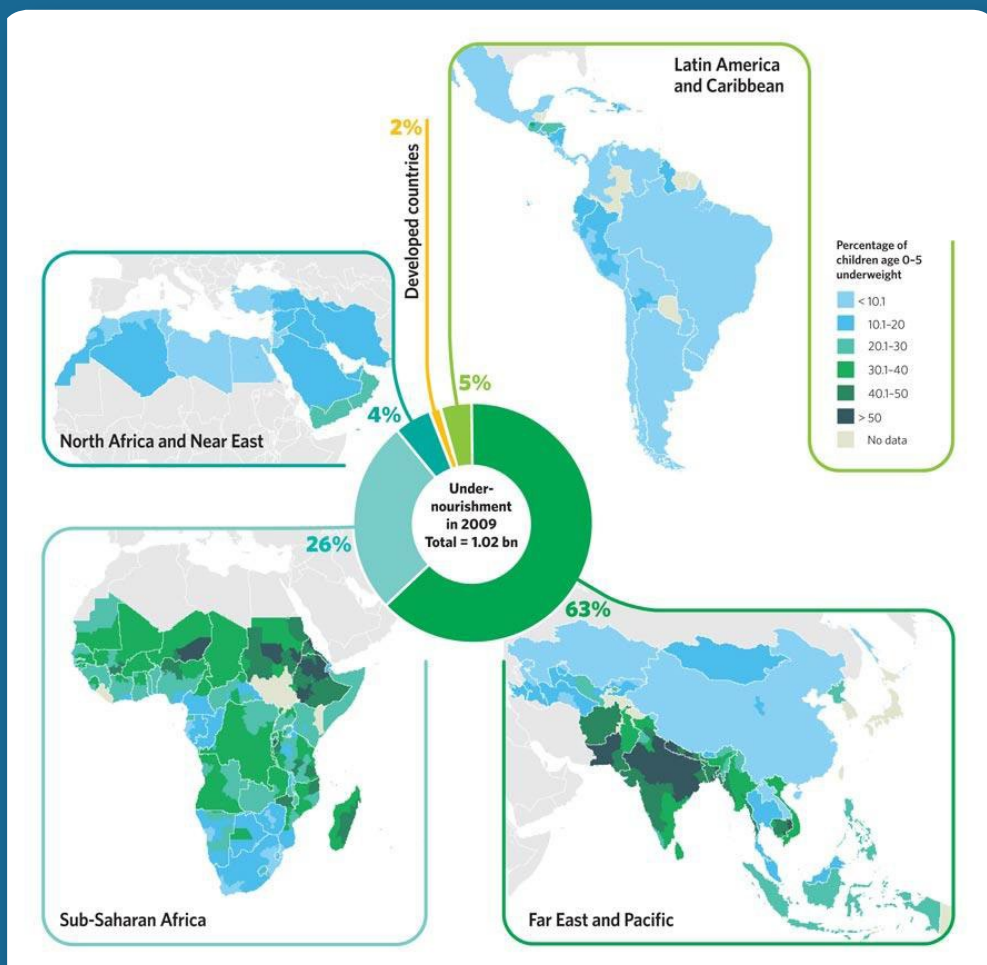 Latin America
and Caribbean
2%
Developed countries
Percentage of
children age 0–5
underweight
< 10.1
10.1–20
20.1–30
30.1–40
40.1–50
> 50
No data
5%
4%
North Africa and Near East
Under-
nourishment
in 2009
Total = 1.02 bn
26%
63%
Sub-Saharan Africa
Far East and Pacific